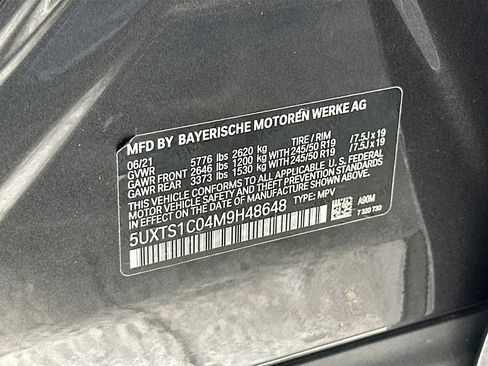 MFD BY BAYERISCHE MOTOREN WERKE AG
06/21 TIRE / RIM
GVWR 5776 lbs 2620 kg
GAWR FRONT 2646 lbs 1200 kg WITH 245/50 R19 / 7.5J x 19
GAWR REAR 3373 lbs 1530 kg WITH 245/50 R19 / 7.5J x 19
THIS VEHICLE CONFORMS TO ALL APPLICABLE U.S. FEDERAL
MOTOR VEHICLE SAFETY AND THEFT PREVENTION STANDARDS
IN EFFECT ON THE DATE OF MANUFACTURE SHOWN ABOVE.
5UXTS1C04M9H48648 TYPE: MPV A90M
7 320 730